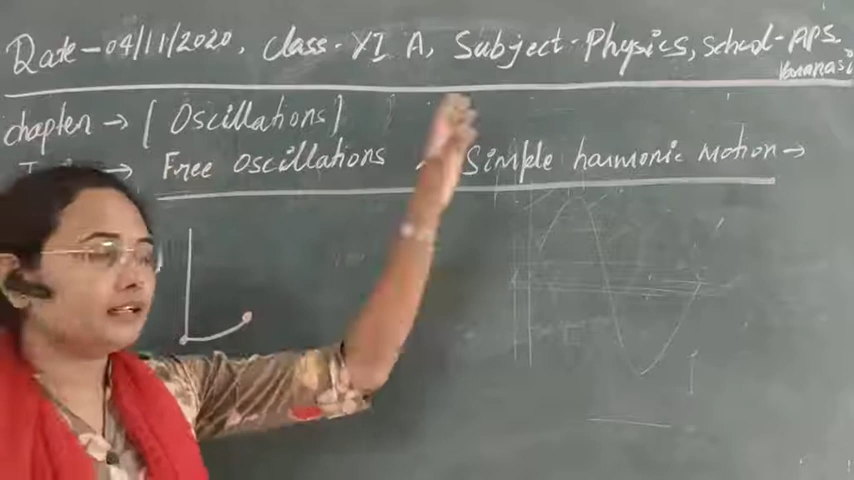 Date - 04/11/2020, Class - XI A, Subject - Physics, School - APS
Varanasi
chapter → [Oscillations]
→ Free oscillations Simple harmonic motion →